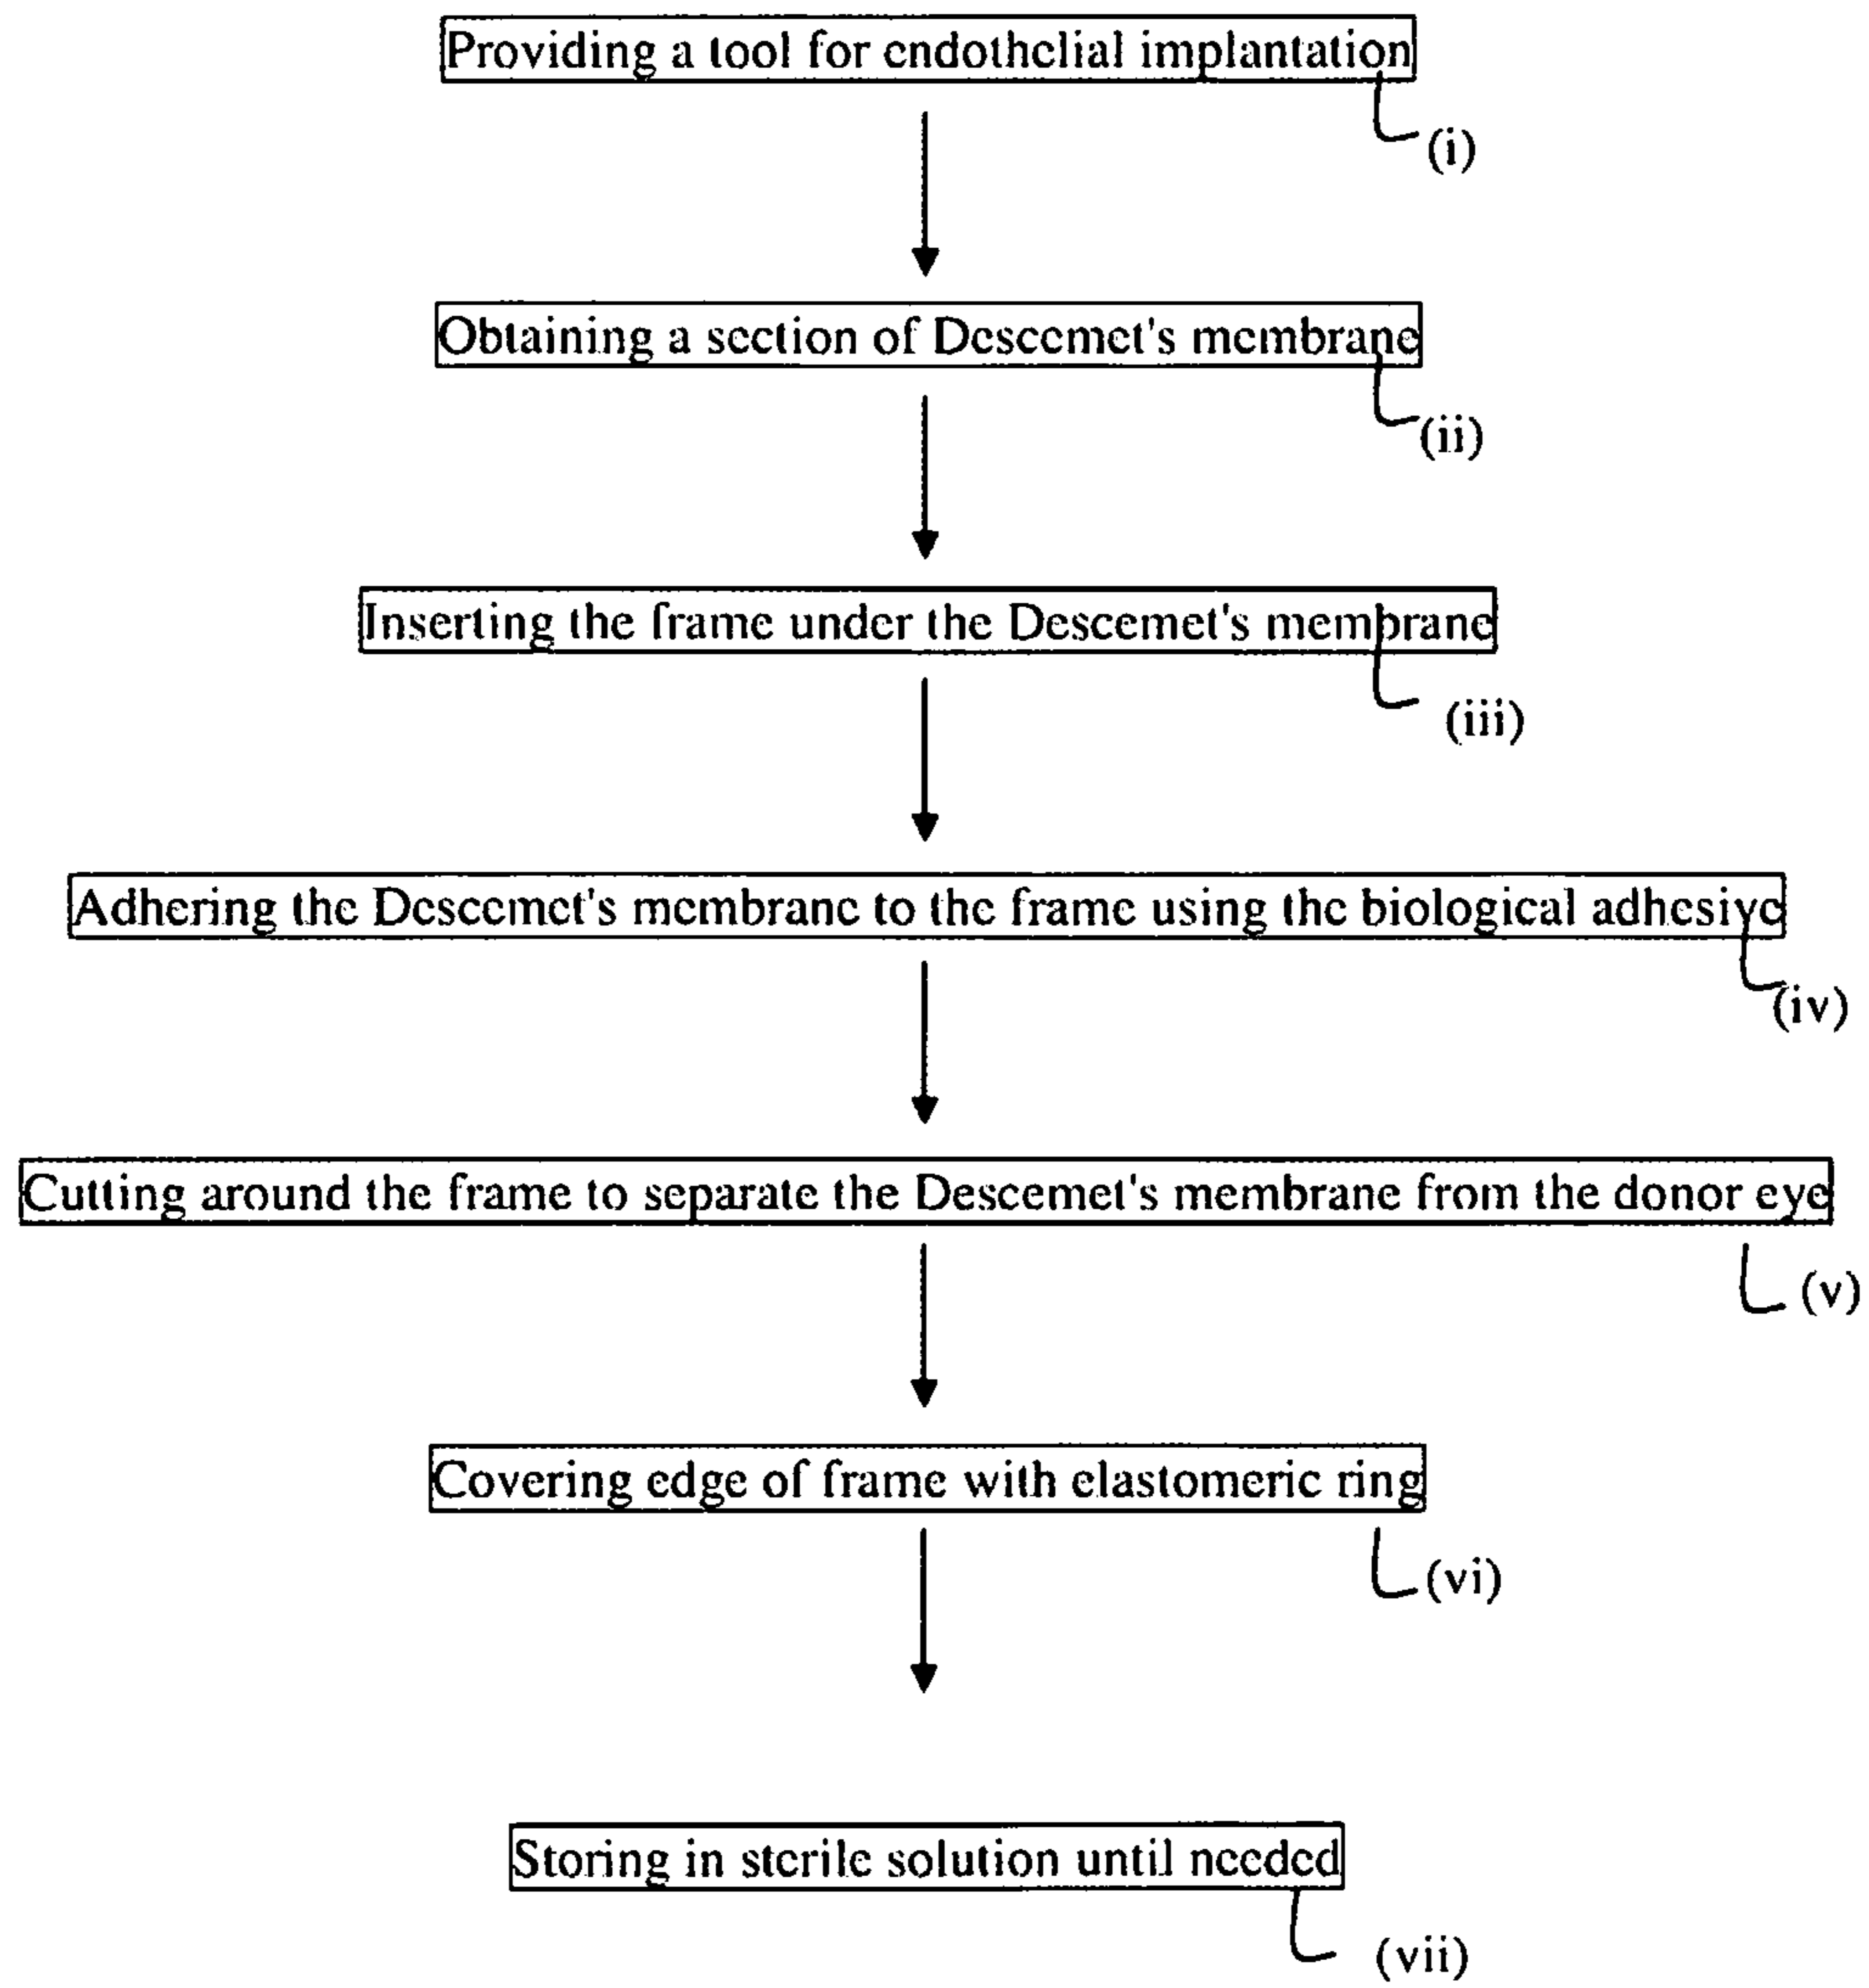 Providing a tool for endothelial implantation
(i)
Obtaining a section of Descemet's membrane
(ii)
Inserting the frame under the Descemet's membrane
(iii)
Adhering the Descemet's membrane to the frame using the biological adhesive
(iv)
Cutting around the frame to separate the Descemet's membrane from the donor eye
(v)
Covering edge of frame with elastomeric ring
(vi)
Storing in sterile solution until needed
(vii)